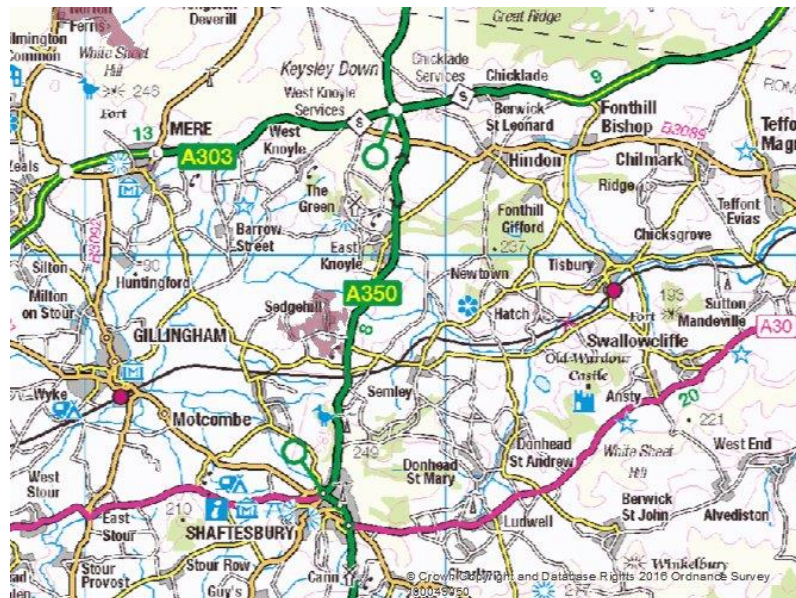 Norton
Ferris
Deverill
Great Ridge
Common
White Sheet
Hill
246
Fort
Keysley Down
Chicklade
Services
Chicklade
9
West Knoyle
Services
S
S
Berwick
St Leonard
Fonthill
Bishop
B3089
13
MERE
L
A303
West
Knoyle
Hindon
Chilmark
The
Green
Ridge
Teffont
Evias
Barrow
Street
Fonthill
Gifford
237
Chicksgrove
B3092
East
Knoyle
Silton
90
Huntingford
Milton
on Stour
Newtown
Tisbury
A350
Sedgehill
8
Hatch
193
Fort
Sutton
Mandeville
GILLINGHAM
Swallowcliffe
A30
Old Wardour
Castle
Wyke
Semley
Ansty
20
Motcombe
221
249
Donhead
St Mary
Donhead
St Andrew
White Sheet
Hill
West End
West
Stour
210
East
Stour
SHAFTESBURY
Ludwell
Berwick
St John
Alvediston
Stour
Provost
Stour Row
Guy's
Cann
Charlton
Winkelbury
277
© Crown Copyright and Database Rights 2016 Ordnance Survey